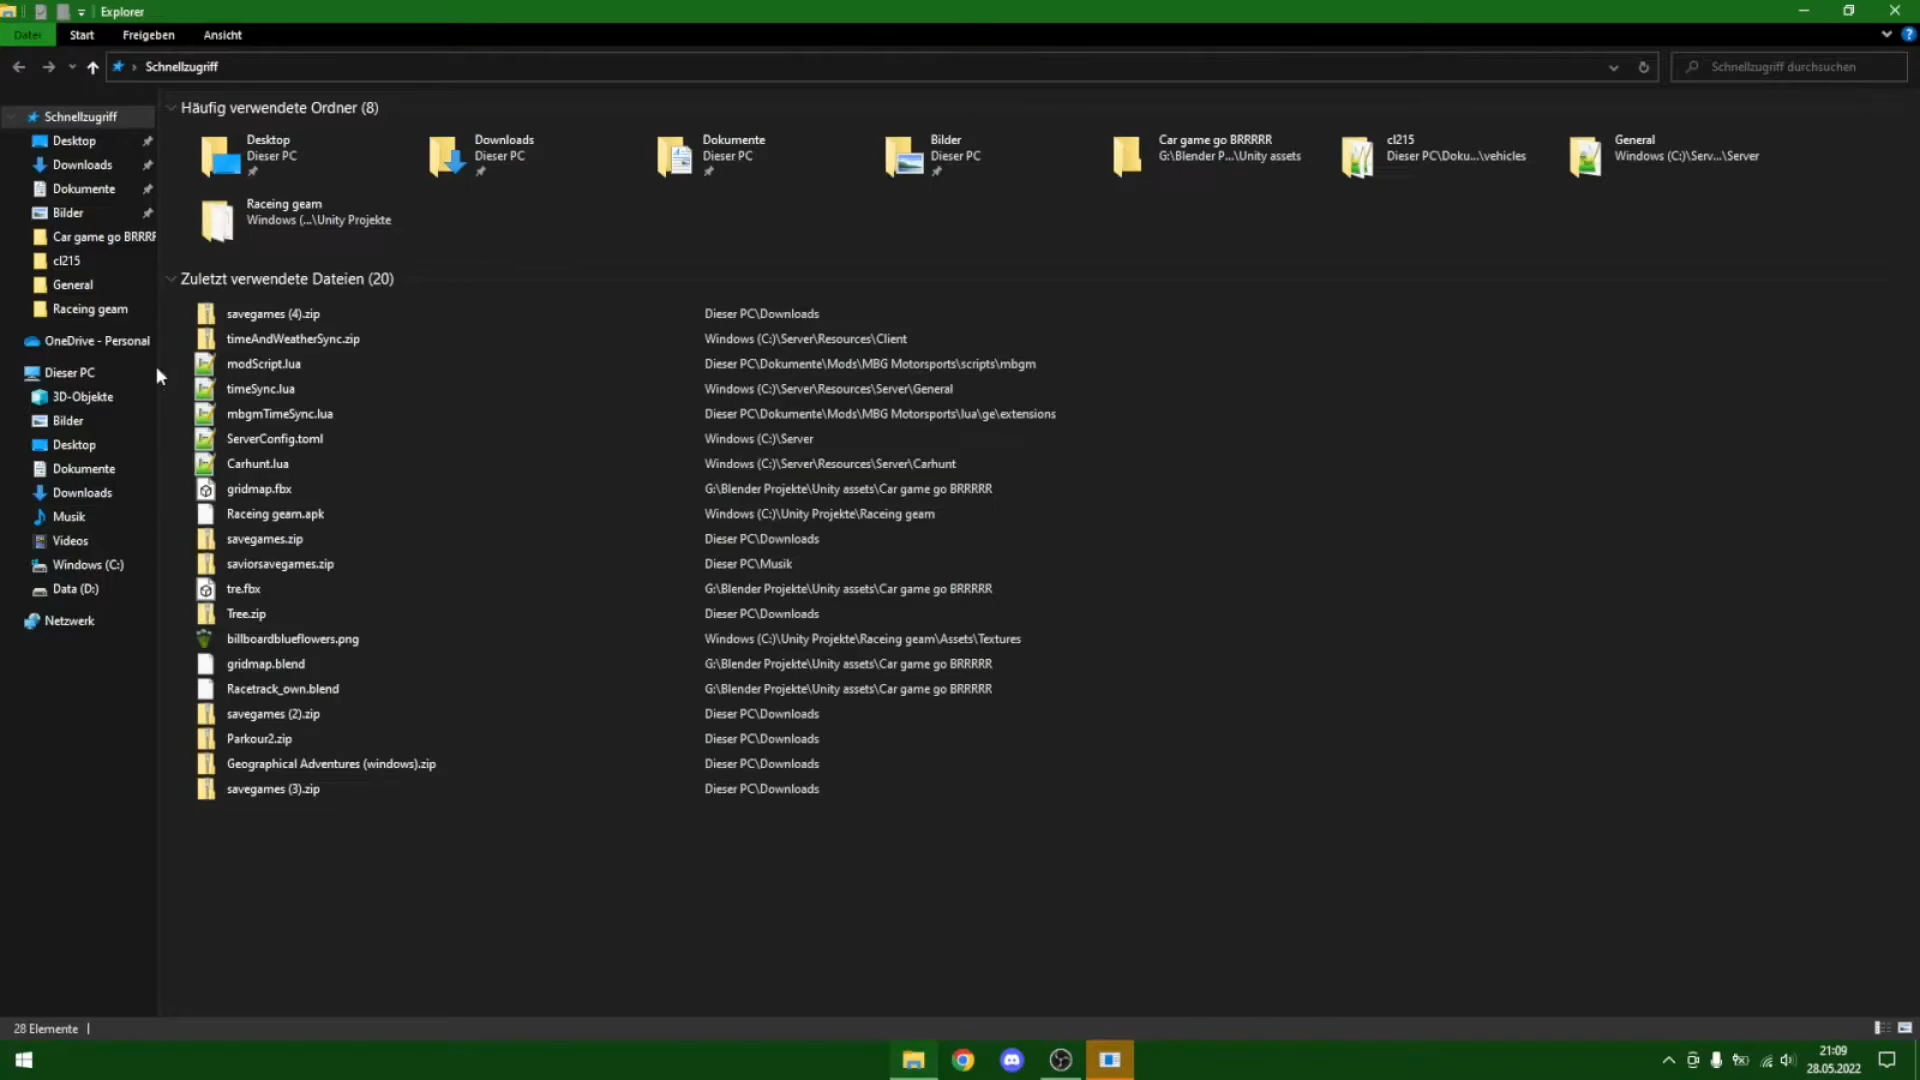 Explorer
Datei Start Freigeben Ansicht
Schnellzugriff
Schnellzugriff durchsuchen
Schnellzugriff
Desktop
Downloads
Dokumente
Bilder
Car game go BRRRR
cl215
General
Raceing geam
OneDrive - Personal
Dieser PC
3D-Objekte
Bilder
Desktop
Dokumente
Downloads
Musik
Videos
Windows (C:)
Data (D:)
Netzwerk
Häufig verwendete Ordner (8)
Desktop
Dieser PC
Downloads
Dieser PC
Dokumente
Dieser PC
Bilder
Dieser PC
Car game go BRRRRR
G:\Blender P...\Unity assets
cl215
Dieser PC\Doku...\vehicles
General
Windows (C:)\Serv...\Server
Raceing geam
Windows (...\Unity Projekte
Zuletzt verwendete Dateien (20)
savegames (4).zip Dieser PC\Downloads
timeAndWeatherSync.zip Windows (C:)\Server\Resources\Client
modScript.lua Dieser PC\Dokumente\Mods\MBG Motorsports\scripts\mbgm
timeSync.lua Windows (C:)\Server\Resources\Server\General
mbgmTimeSync.lua Dieser PC\Dokumente\Mods\MBG Motorsports\lua\ge\extensions
ServerConfig.toml Windows (C:)\Server
Carhunt.lua Windows (C:)\Server\Resources\Server\Carhunt
gridmap.fbx G:\Blender Projekte\Unity assets\Car game go BRRRRR
Raceing geam.apk Windows (C:)\Unity Projekte\Raceing geam
savegames.zip Dieser PC\Downloads
saviorsavegames.zip Dieser PC\Musik
tre.fbx G:\Blender Projekte\Unity assets\Car game go BRRRRR
Tree.zip Dieser PC\Downloads
billboardblueflowers.png Windows (C:)\Unity Projekte\Raceing geam\Assets\Textures
gridmap.blend G:\Blender Projekte\Unity assets\Car game go BRRRRR
Racetrack_own.blend G:\Blender Projekte\Unity assets\Car game go BRRRRR
savegames (2).zip Dieser PC\Downloads
Parkour2.zip Dieser PC\Downloads
Geographical Adventures (windows).zip Dieser PC\Downloads
savegames (3).zip Dieser PC\Downloads
28 Elemente
21:09
28.05.2022